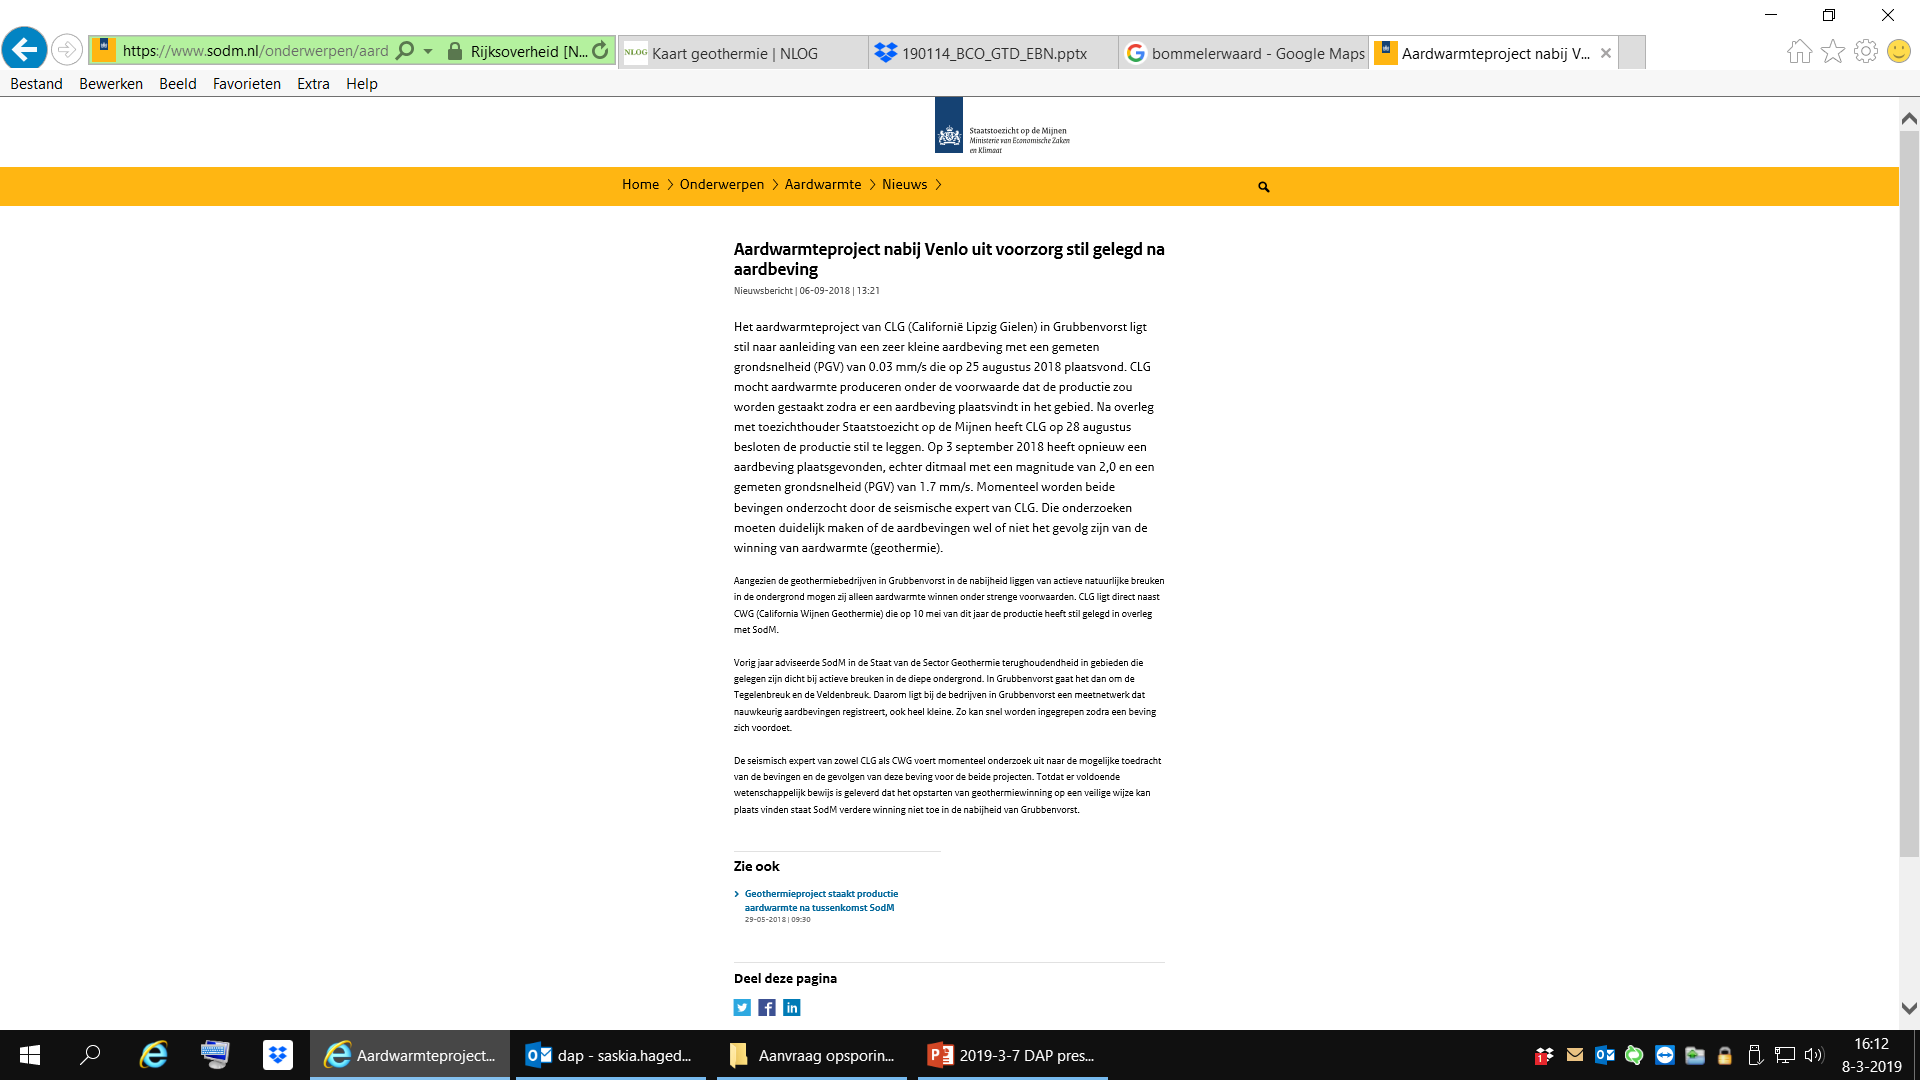 https://www.sodm.nl/onderwerpen/aard
Rijksoverheid [N...
NLOG Kaart geothermie | NLOG
190114_BCO_GTD_EBN.pptx
bommelerwaard - Google Maps
Aardwarmteproject nabij V...
Bestand Bewerken Beeld Favorieten Extra Help
Staatstoezicht op de Mijnen
Ministerie van Economische Zaken
en Klimaat
Home > Onderwerpen > Aardwarmte > Nieuws >
Aardwarmteproject nabij Venlo uit voorzorg stil gelegd na
aardbeving
Nieuwsbericht | 06-09-2018 | 13:21
Het aardwarmteproject van CLG (Californië Lipzig Gielen) in Grubbenvorst ligt
stil naar aanleiding van een zeer kleine aardbeving met een gemeten
grondsnelheid (PGV) van 0.03 mm/s die op 25 augustus 2018 plaatsvond. CLG
mocht aardwarmte produceren onder de voorwaarde dat de productie zou
worden gestaakt zodra er een aardbeving plaatsvindt in het gebied. Na overleg
met toezichthouder Staatstoezicht op de Mijnen heeft CLG op 28 augustus
besloten de productie stil te leggen. Op 3 september 2018 heeft opnieuw een
aardbeving plaatsgevonden, echter ditmaal met een magnitude van 2,0 en een
gemeten grondsnelheid (PGV) van 1.7 mm/s. Momenteel worden beide
bevingen onderzocht door de seismische expert van CLG. Die onderzoeken
moeten duidelijk maken of de aardbevingen wel of niet het gevolg zijn van de
winning van aardwarmte (geothermie).
Aangezien de geothermiebedrijven in Grubbenvorst in de nabijheid liggen van actieve natuurlijke breuken
in de ondergrond mogen zij alleen aardwarmte winnen onder strenge voorwaarden. CLG ligt direct naast
CWG (California Wijnen Geothermie) die op 10 mei van dit jaar de productie heeft stil gelegd in overleg
met SodM.
Vorig jaar adviseerde SodM in de Staat van de Sector Geothermie terughoudendheid in gebieden die
gelegen zijn dicht bij actieve breuken in de diepe ondergrond. In Grubbenvorst gaat het dan om de
Tegelenbreuk en de Veldenbreuk. Daarom ligt bij de bedrijven in Grubbenvorst een meetnetwerk dat
nauwkeurig aardbevingen registreert, ook heel kleine. Zo kan snel worden ingegrepen zodra een beving
zich voordoet.
De seismisch expert van zowel CLG als CWG voert momenteel onderzoek uit naar de mogelijke toedracht
van de bevingen en de gevolgen van deze beving voor de beide projecten. Totdat er voldoende
wetenschappelijk bewijs is geleverd dat het opstarten van geothermiewinning op een veilige wijze kan
plaats vinden staat SodM verdere winning niet toe in de nabijheid van Grubbenvorst.
Zie ook
Geothermieproject staakt productie
aardwarmte na tussenkomst SodM
29-05-2018 | 09:30
Deel deze pagina
Aardwarmteproject...
dap - saskia.haged...
Aanvraag opsporin...
2019-3-7 DAP pres...
16:12
8-3-2019